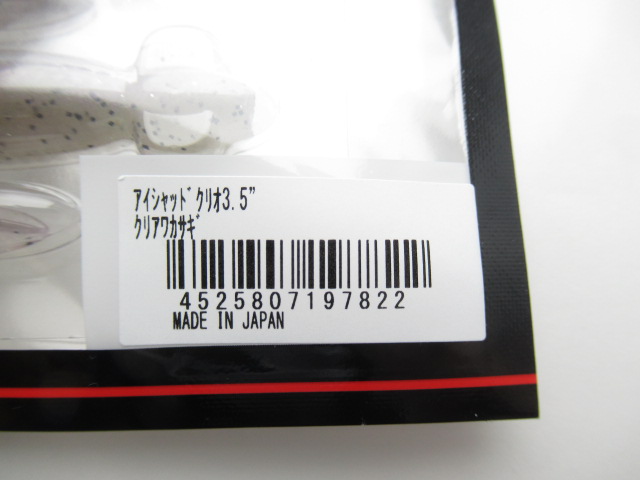 ｱｲｼｬｯﾄﾞｸﾘｵ3.5"
ｸﾘｱﾜｶｻｷﾞ
4525807197822
MADE IN JAPAN